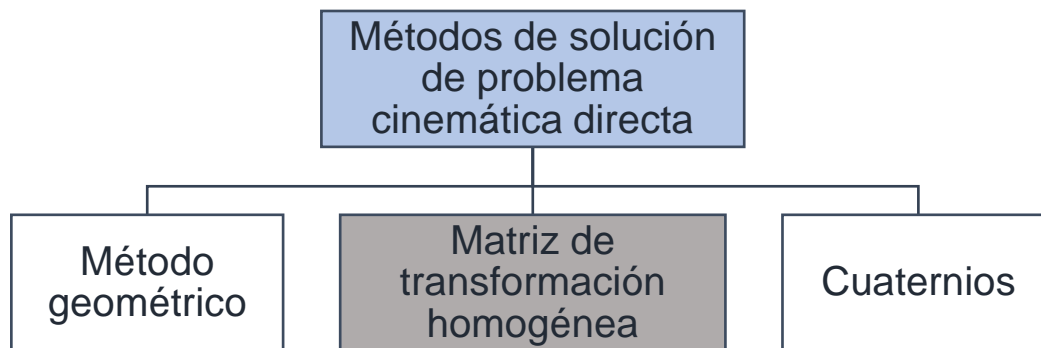 Métodos de solución
de problema
cinemática directa
Método
geométrico
Matriz de
transformación
homogénea
Cuaternios